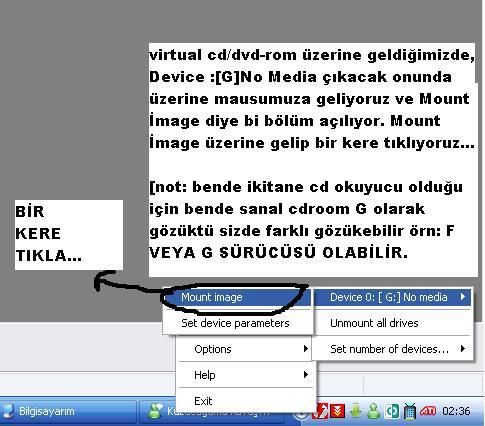 virtual cd/dvd-rom üzerine geldiğimizde,
Device :[G]No Media çıkacak onunda
üzerine mausumuza geliyoruz ve Mount
İmage diye bi bölüm açılıyor. Mount
İmage üzerine gelip bir kere tıklıyoruz...
[not: bende ikitane cd okuyucu olduğu
için bende sanal cdroom G olarak
gözüktü sizde farklı gözükebilir örn: F
VEYA G SÜRÜCÜSÜ OLABİLİR.
BİR
KERE
TIKLA...
Mount image
Device 0: [ G:] No media
Set device parameters
Unmount all drives
Options
Set number of devices...
Help
Exit
Bilgisayarım
ATI
02:36